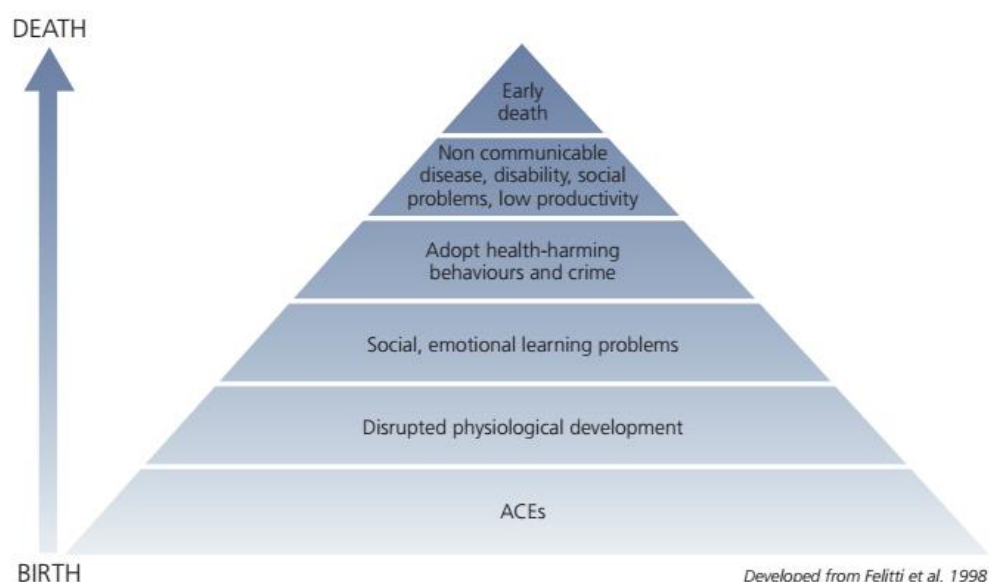 DEATH
Early
death
Non communicable
disease, disability, social
problems, low productivity
Adopt health-harming
behaviours and crime
Social, emotional learning problems
Disrupted physiological development
ACEs
BIRTH
Developed from Felitti et al. 1998